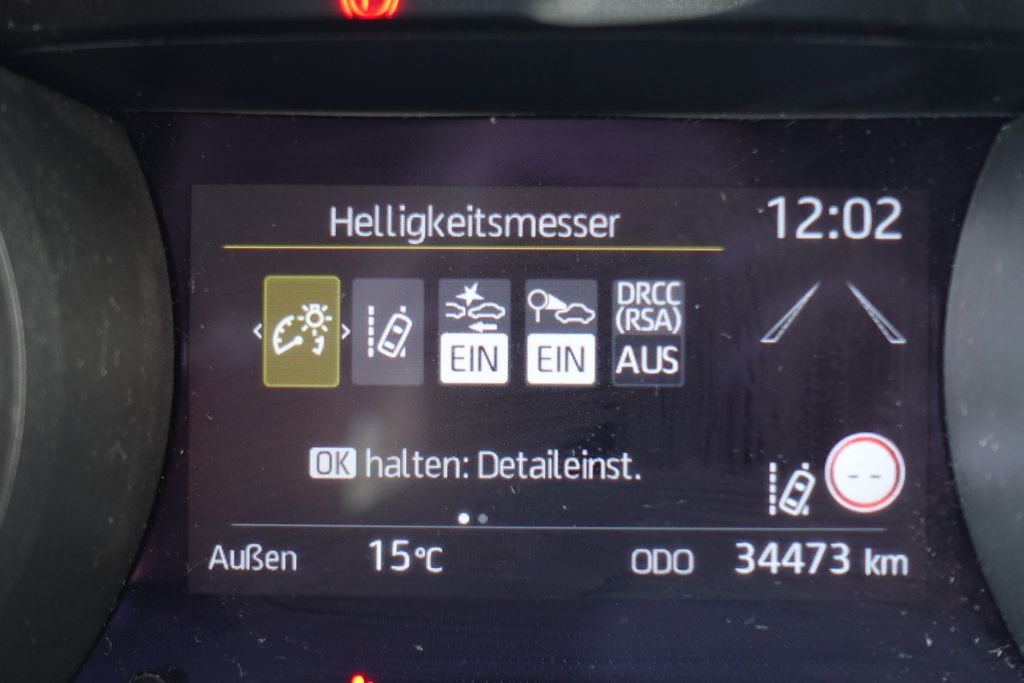 Helligkeitsmesser
12:02
EIN
EIN
DRCC
(RSA)
AUS
OK halten: Detaileinst.
--
Außen 15°C ODO 34473 km